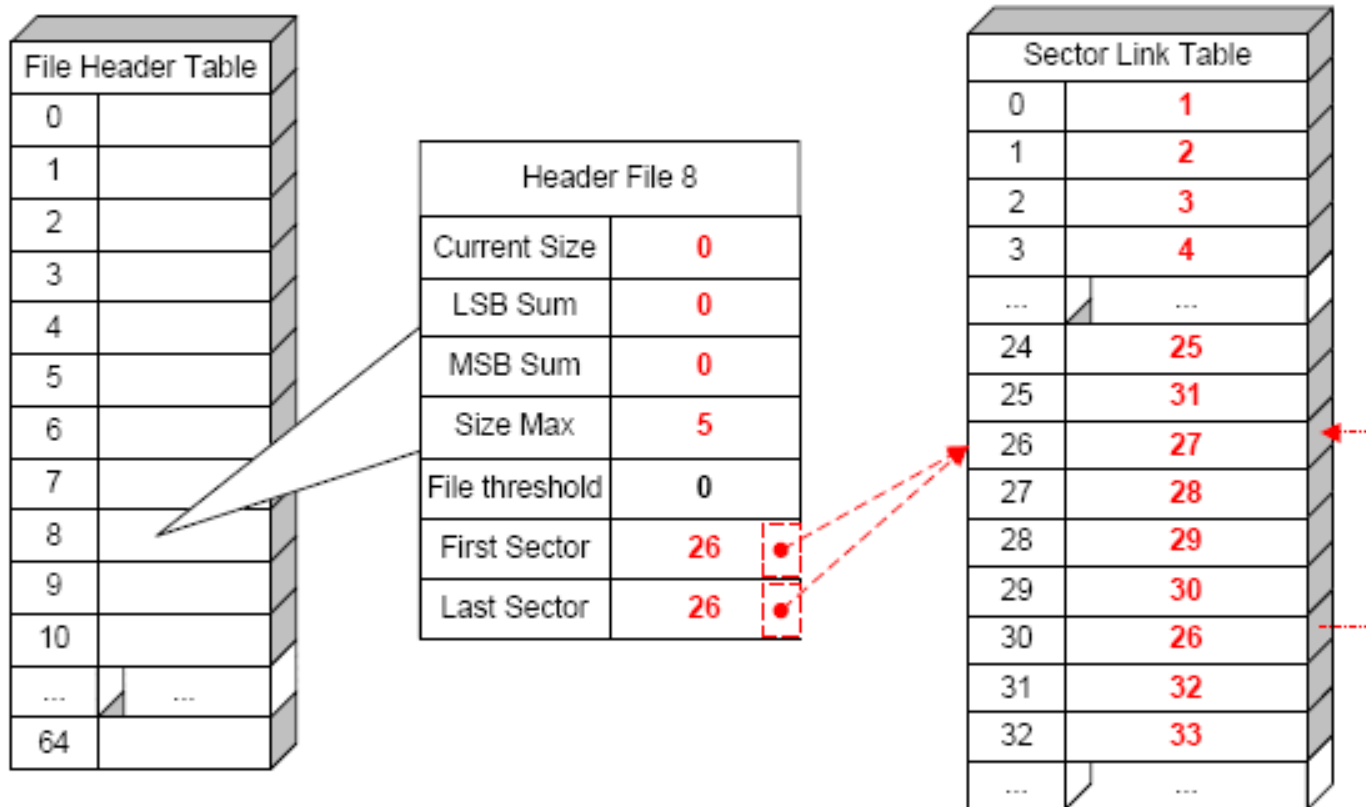 File Header Table
0
1
2
3
4
5
6
7
8
9
10
... ...
64
Header File 8
Current Size 0
LSB Sum 0
MSB Sum 0
Size Max 5
File threshold 0
First Sector 26
Last Sector 26
Sector Link Table
0 1
1 2
2 3
3 4
... ...
24 25
25 31
26 27
27 28
28 29
29 30
30 26
31 32
32 33
... ...